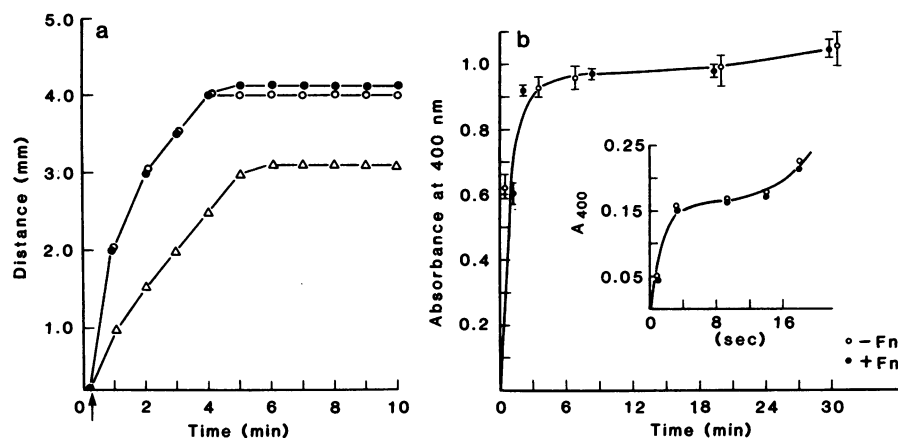 a
5.0
4.0
3.0
2.0
1.0
Distance (mm)
0 2 4 6 8 10
Time (min)
b
1.0
0.8
0.6
0.4
0.2
Absorbance at 400 nm
0 6 12 18 24 30
Time (min)
0.25
0.15
0.05
A400
0 8 16
(sec)
−Fn
+Fn